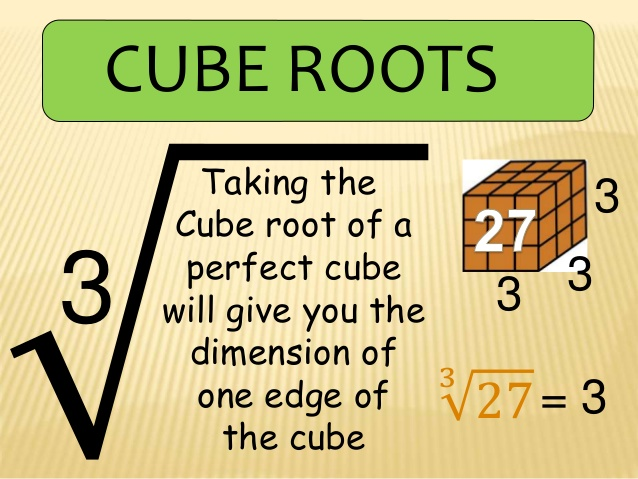 CUBE ROOTS
3√
Taking the
Cube root of a
perfect cube
will give you the
dimension of
one edge of
the cube
27
3
3
3
∛27 = 3